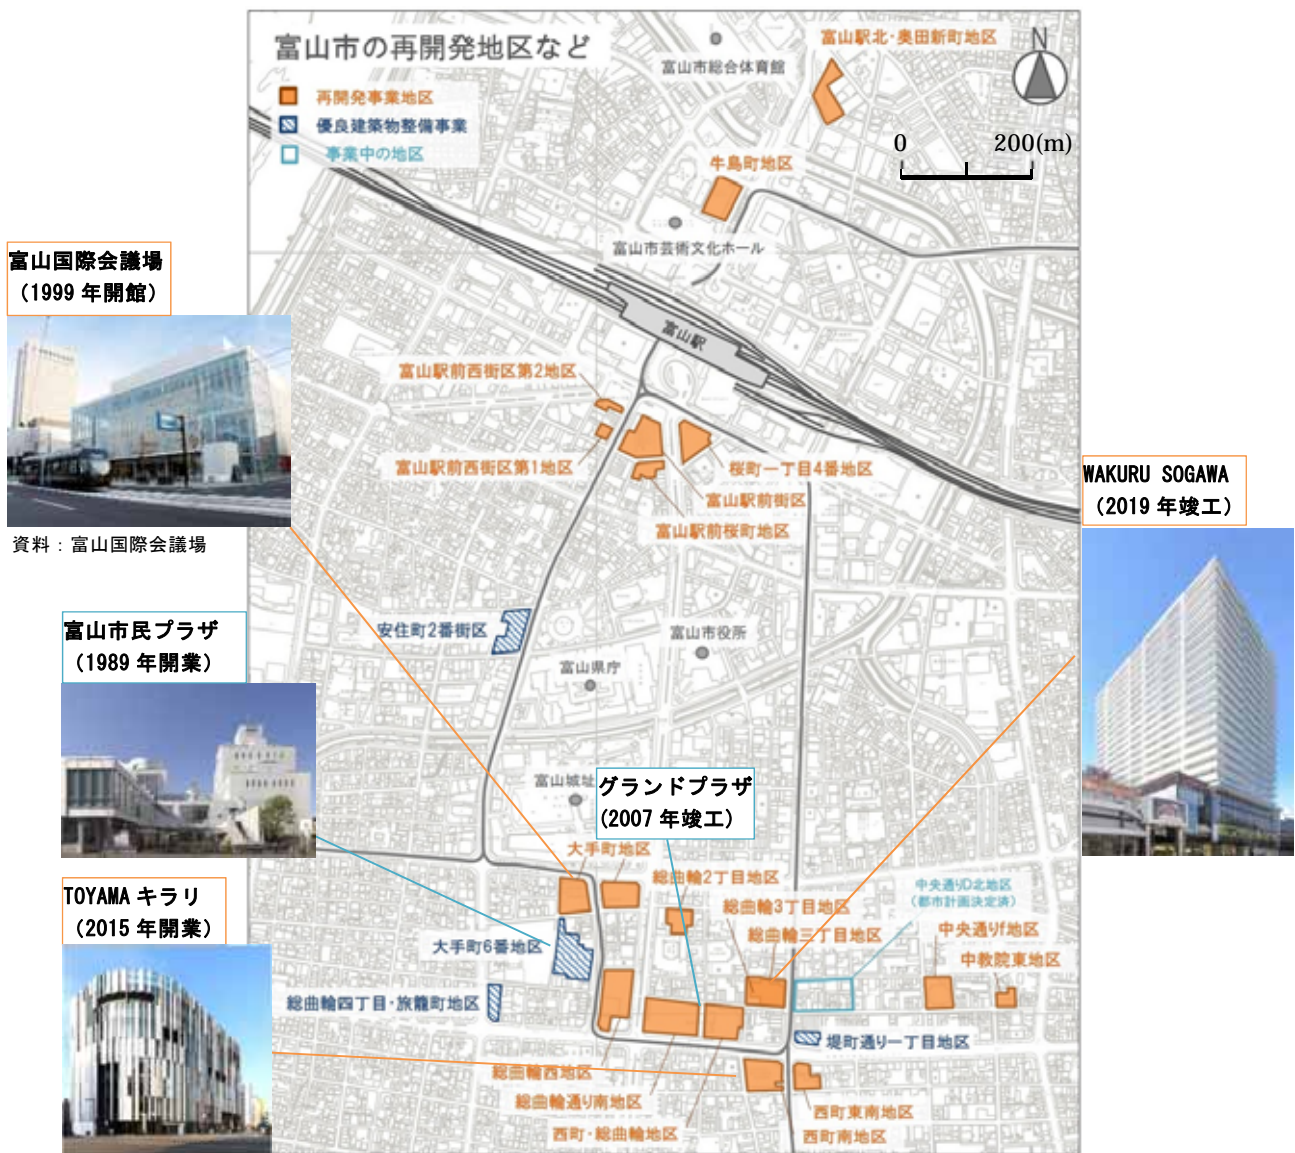 富山市の再開発地区など
再開発事業地区
優良建築物整備事業
事業中の地区
富山市総合体育館
富山駅北・奥田新町地区
N
0 200(m)
牛島町地区
富山市芸術文化ホール
富山国際会議場
(1999 年開館)
資料：富山国際会議場
富山駅
富山駅前西街区第2地区
富山駅前西街区第1地区
桜町一丁目4番地区
富山駅前街区
富山駅前桜町地区
WAKURU SOGAWA
(2019 年竣工)
富山市民プラザ
(1989 年開業)
安住町2番街区
富山市役所
富山県庁
富山城址
グランドプラザ
(2007 年竣工)
大手町地区
総曲輪2丁目地区
総曲輪3丁目地区
総曲輪三丁目地区
中央通りD北地区
(都市計画決定済)
中央通りf地区
中教院東地区
TOYAMA キラリ
(2015 年開業)
大手町6番地区
総曲輪四丁目・旅籠町地区
堤町通り一丁目地区
総曲輪西地区
総曲輪通り南地区
西町・総曲輪地区
西町東南地区
西町南地区